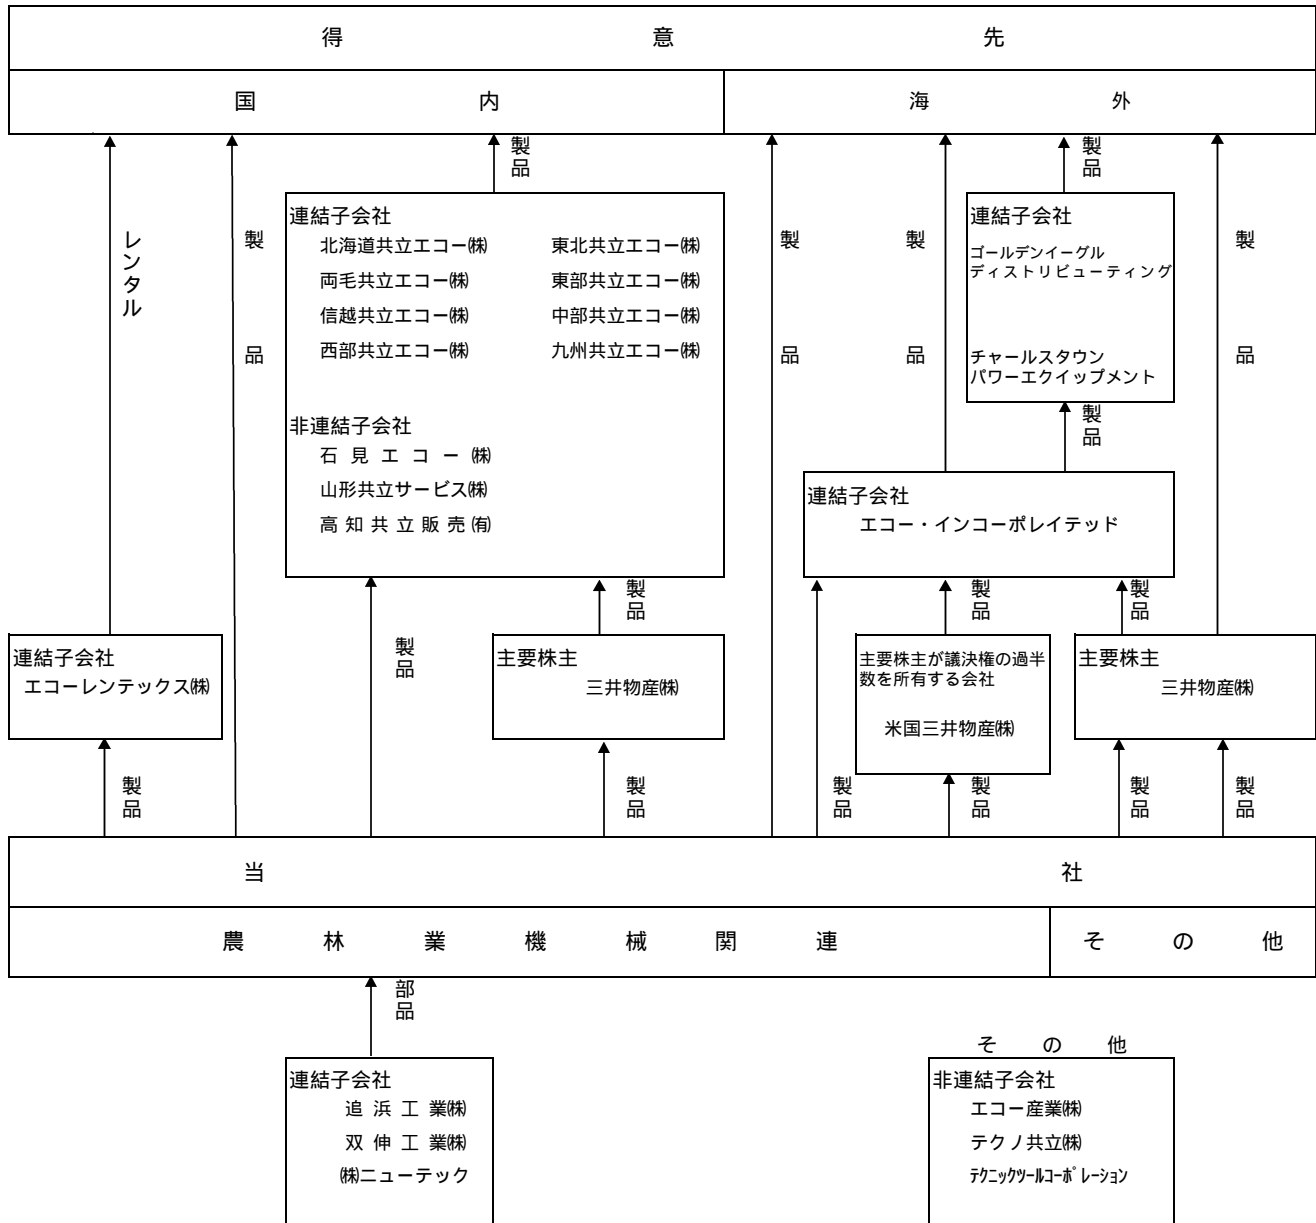 得意先
国内
海外
製品
製品
連結子会社
北海道共立エコー㈱
東北共立エコー㈱
両毛共立エコー㈱
東部共立エコー㈱
信越共立エコー㈱
中部共立エコー㈱
西部共立エコー㈱
九州共立エコー㈱
非連結子会社
石見エコー㈱
山形共立サービス㈱
高知共立販売㈲
レンタル
製品
製品
製品
製品
連結子会社
ゴールデンイーグル
ディストリビューティング
チャールスタウン
パワーエクイップメント
製品
連結子会社
エコー・インコーポレイテッド
製品
製品
製品
連結子会社
エコーレンテックス㈱
製品
主要株主
三井物産㈱
主要株主が議決権の過半
数を所有する会社
米国三井物産㈱
主要株主
三井物産㈱
製品
製品
製品
製品
製品
製品
当社
農林業機械関連
その他
部品
連結子会社
追浜工業㈱
双伸工業㈱
㈱ニューテック
その他
非連結子会社
エコー産業㈱
テクノ共立㈱
ﾃｸﾆｯｸﾂｰﾙｺｰﾎﾟﾚｰｼｮﾝ